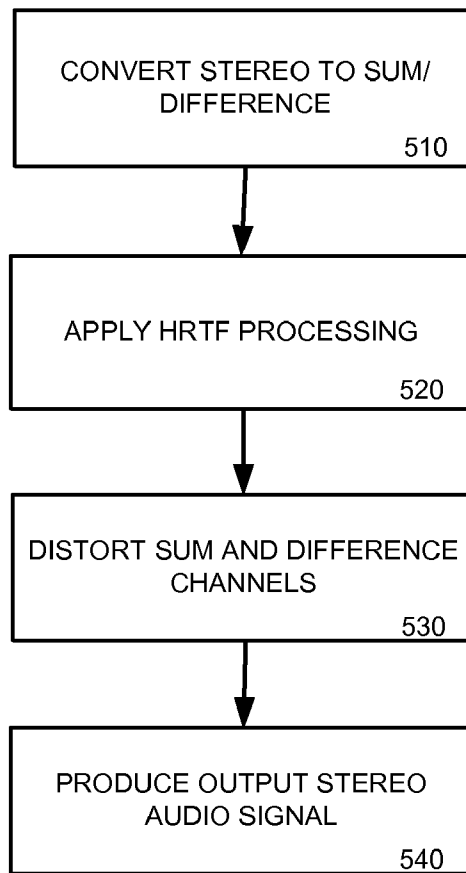 CONVERT STEREO TO SUM/
DIFFERENCE
510
APPLY HRTF PROCESSING
520
DISTORT SUM AND DIFFERENCE
CHANNELS
530
PRODUCE OUTPUT STEREO
AUDIO SIGNAL
540